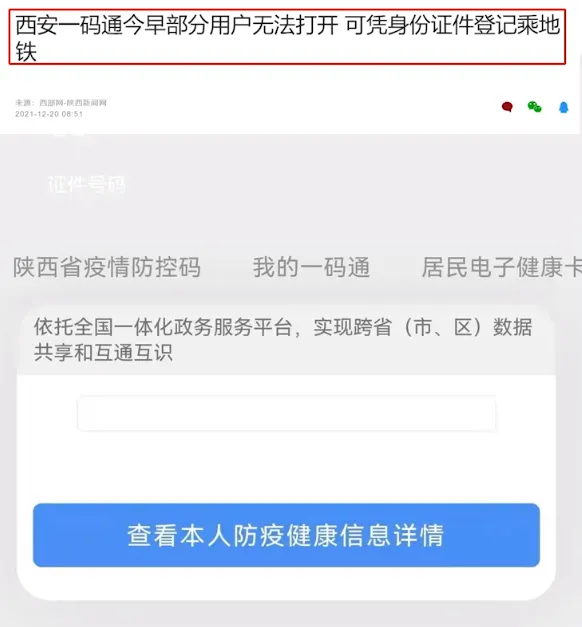 西安一码通今早部分用户无法打开 可凭身份证件登记乘地
铁
来源：西部网-陕西新闻网
2021-12-20 08:51
证件号码
陕西省疫情防控码 我的一码通 居民电子健康卡
依托全国一体化政务服务平台，实现跨省（市、区）数据
共享和互通互识
查看本人防疫健康信息详情